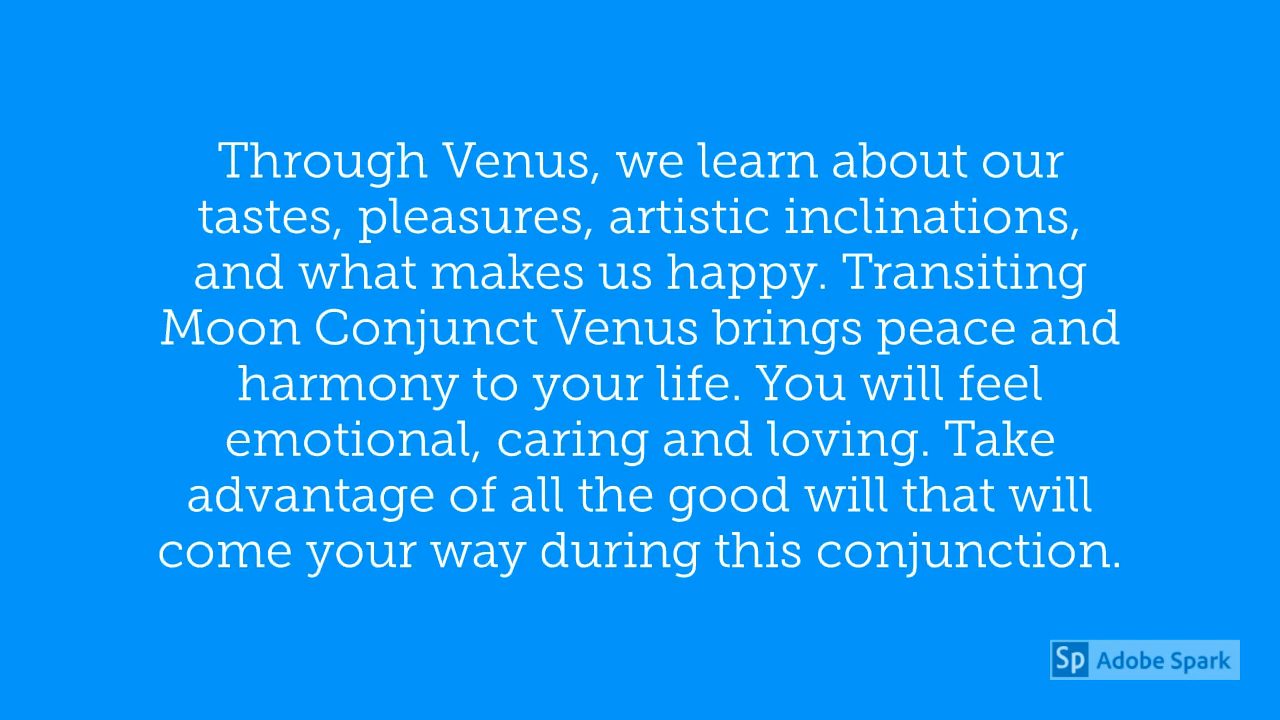 Through Venus, we learn about our
tastes, pleasures, artistic inclinations,
and what makes us happy. Transiting
Moon Conjunct Venus brings peace and
harmony to your life. You will feel
emotional, caring and loving. Take
advantage of all the good will that will
come your way during this conjunction.
Sp Adobe Spark